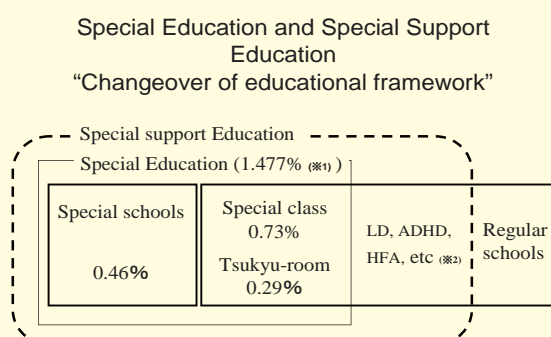 Special Education and Special Support
Education
“Changeover of educational framework”
Special support Education
Special Education (1.477% (※1) )
Special schools
0.46%
Special class
0.73%
Tsukyu-room
0.29%
LD, ADHD,
HFA, etc (※2)
Regular
schools